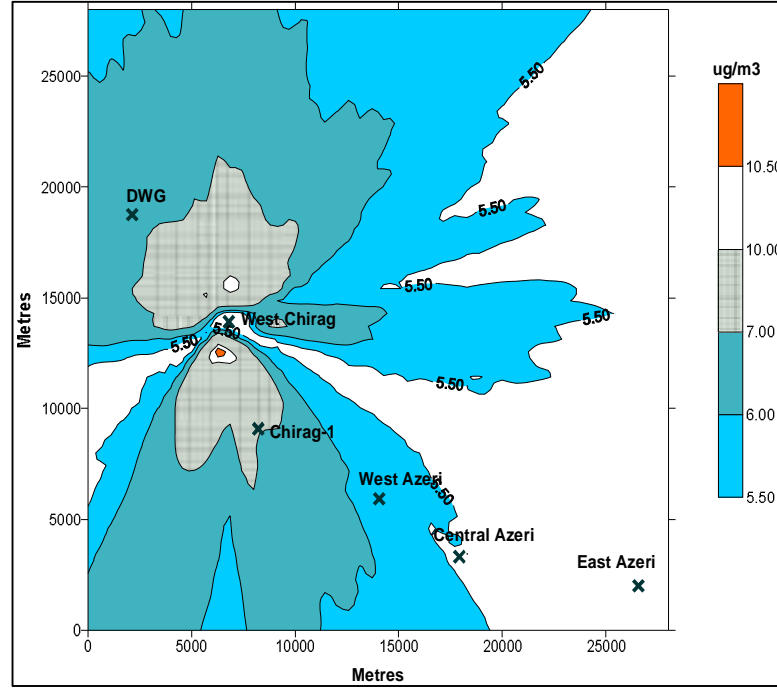 ug/m3
10.50
10.00
7.00
6.00
5.50
Metres
25000
20000
15000
10000
5000
0
0
5000
10000
15000
20000
25000
Metres
5.50
DWG
5.50
5.50
West Chirag
5.50
5.50
5.50
5.50
Chirag-1
West Azeri
5.50
Central Azeri
East Azeri